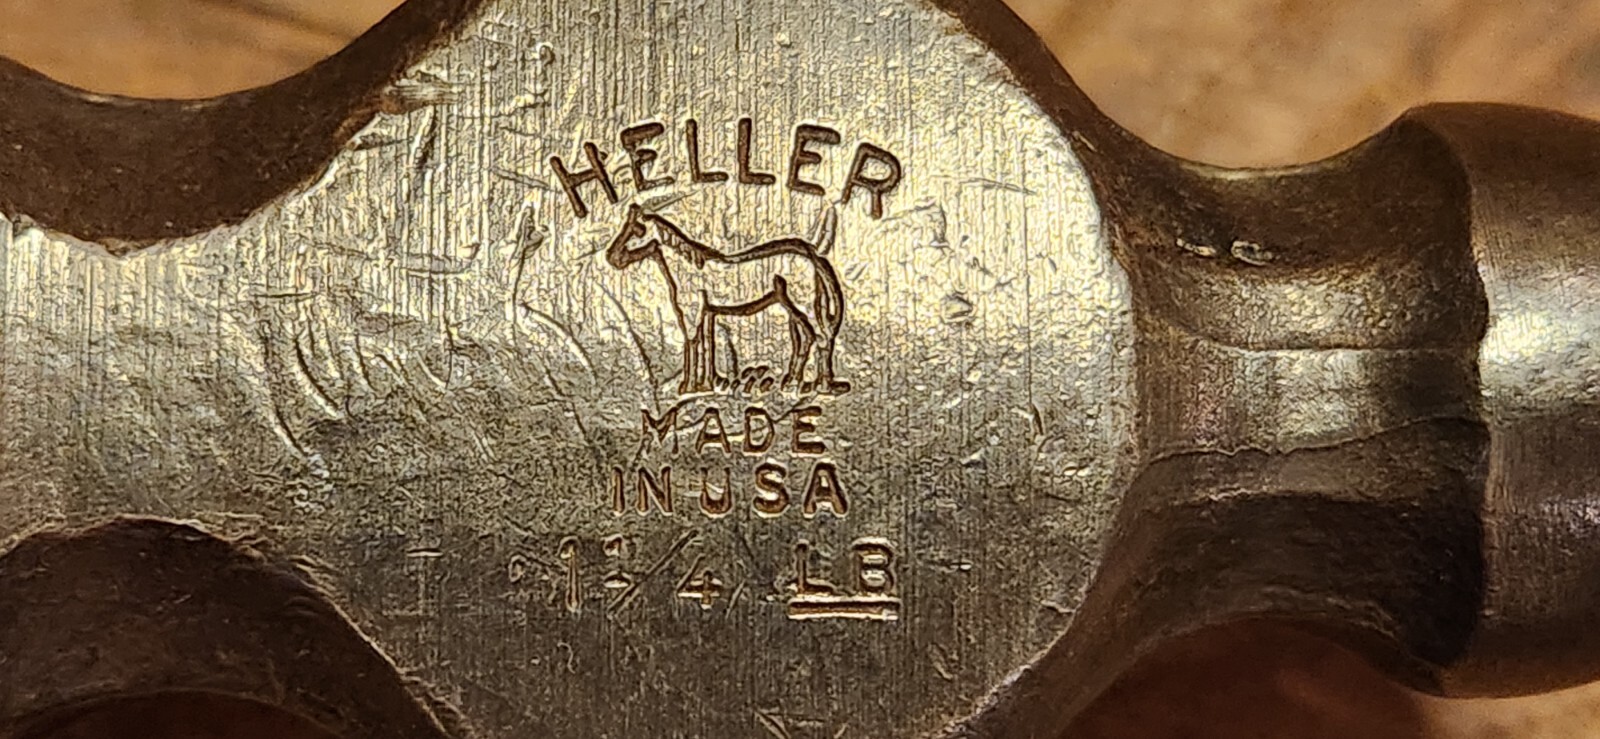 HELLER
MADE
IN USA
1 3/4 LB